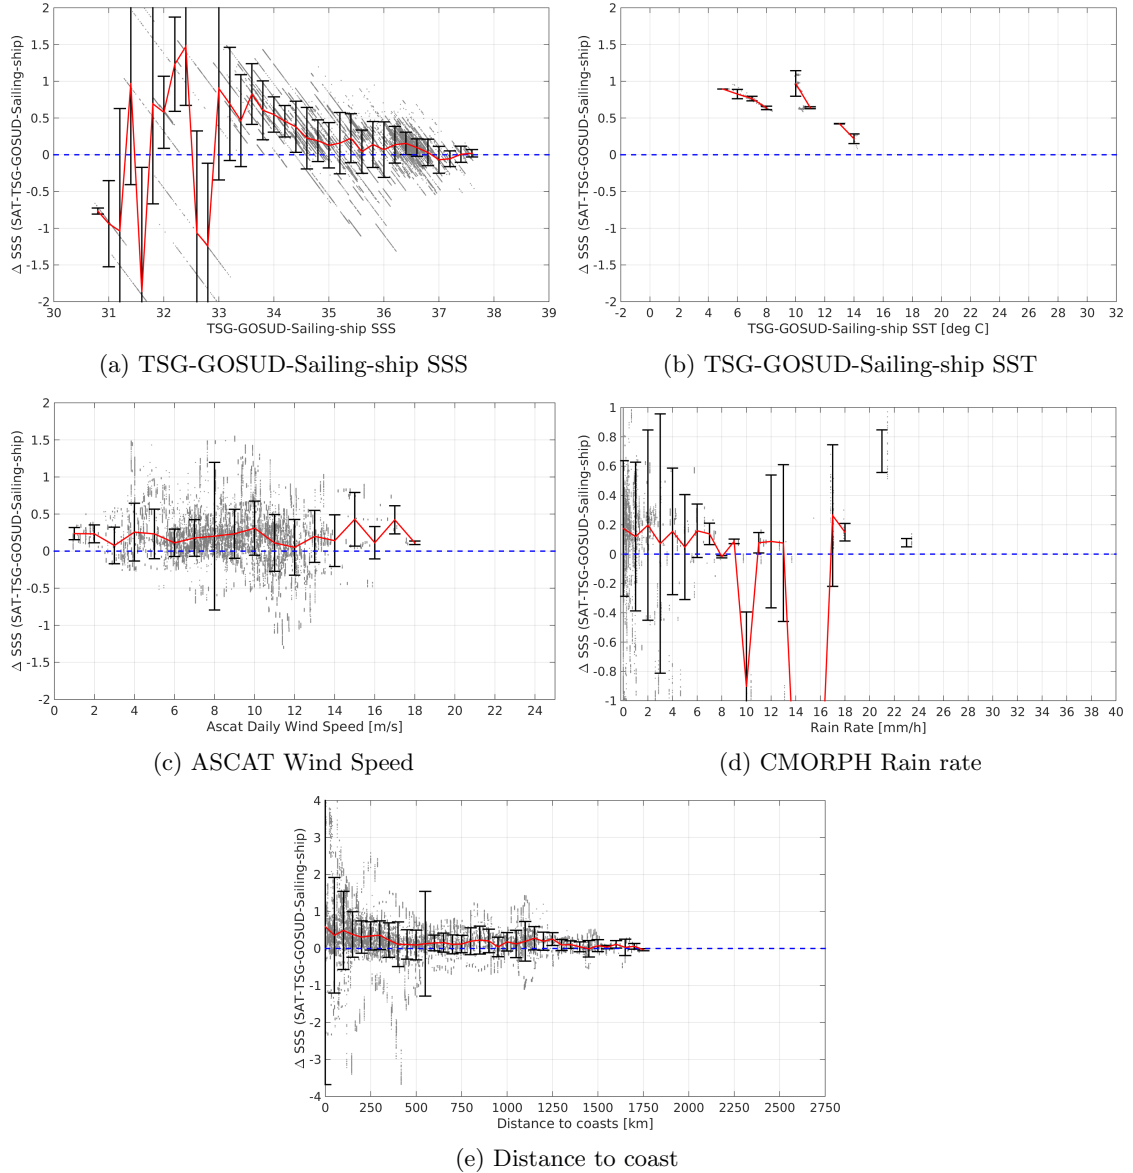 2
1.5
1
0.5
0
-0.5
-1
-1.5
-2
Δ SSS (SAT-TSG-GOSUD-Sailing-ship)
30 31 32 33 34 35 36 37 38 39
TSG-GOSUD-Sailing-ship SSS
(a) TSG-GOSUD-Sailing-ship SSS
2
1.5
1
0.5
0
-0.5
-1
-1.5
-2
Δ SSS (SAT-TSG-GOSUD-Sailing-ship)
-2 0 2 4 6 8 10 12 14 16 18 20 22 24 26 28 30 32
TSG-GOSUD-Sailing-ship SST [deg C]
(b) TSG-GOSUD-Sailing-ship SST
2
1.5
1
0.5
0
-0.5
-1
-1.5
-2
Δ SSS (SAT-TSG-GOSUD-Sailing-ship)
0 2 4 6 8 10 12 14 16 18 20 22 24
Ascat Daily Wind Speed [m/s]
(c) ASCAT Wind Speed
1
0.8
0.6
0.4
0.2
0
-0.2
-0.4
-0.6
-0.8
-1
Δ SSS (SAT-TSG-GOSUD-Sailing-ship)
0 2 4 6 8 10 12 14 16 18 20 22 24 26 28 30 32 34 36 38 40
Rain Rate [mm/h]
(d) CMORPH Rain rate
4
3
2
1
0
-1
-2
-3
-4
Δ SSS (SAT-TSG-GOSUD-Sailing-ship)
0 250 500 750 1000 1250 1500 1750 2000 2250 2500 2750
Distance to coasts [km]
(e) Distance to coast